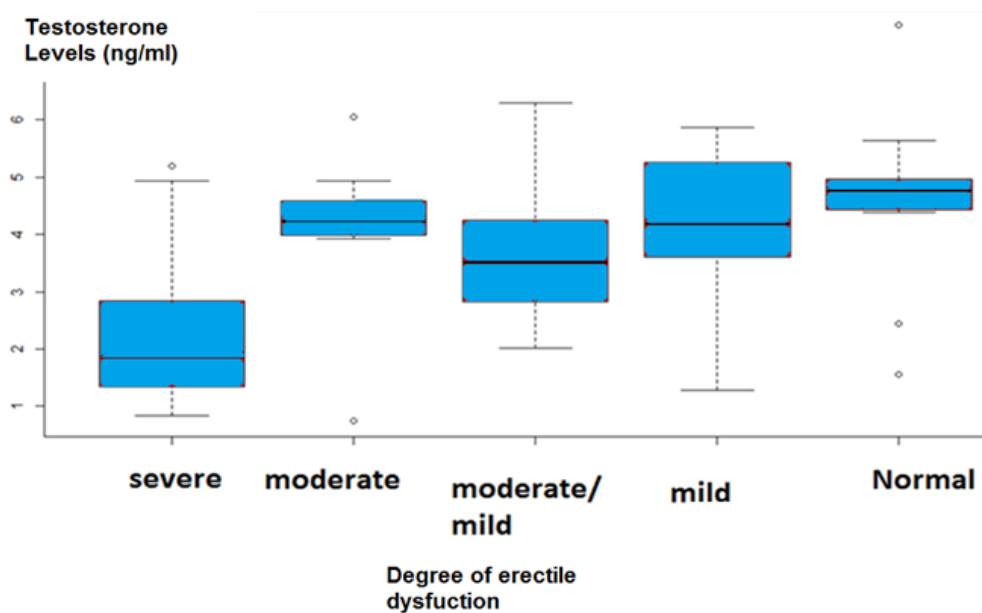 Testosterone
Levels (ng/ml)
6
5
4
3
2
1
severe
moderate
moderate/
mild
mild
Normal
Degree of erectile
dysfuction